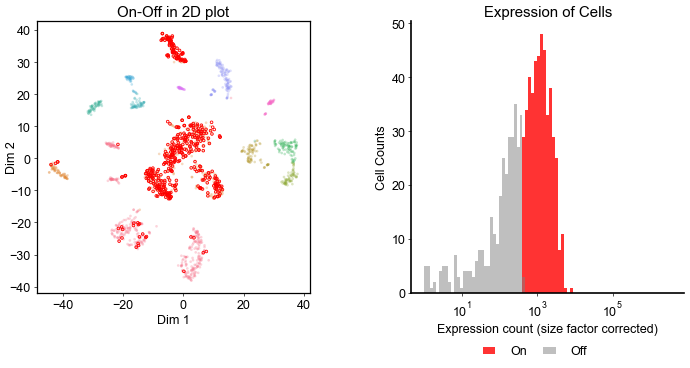 On-Off in 2D plot
Expression of Cells
40
30
20
10
0
−10
−20
−30
−40
Dim 2
−40
−20
0
20
40
Dim 1
50
40
30
20
10
0
Cell Counts
10^1
10^3
10^5
Expression count (size factor corrected)
On
Off